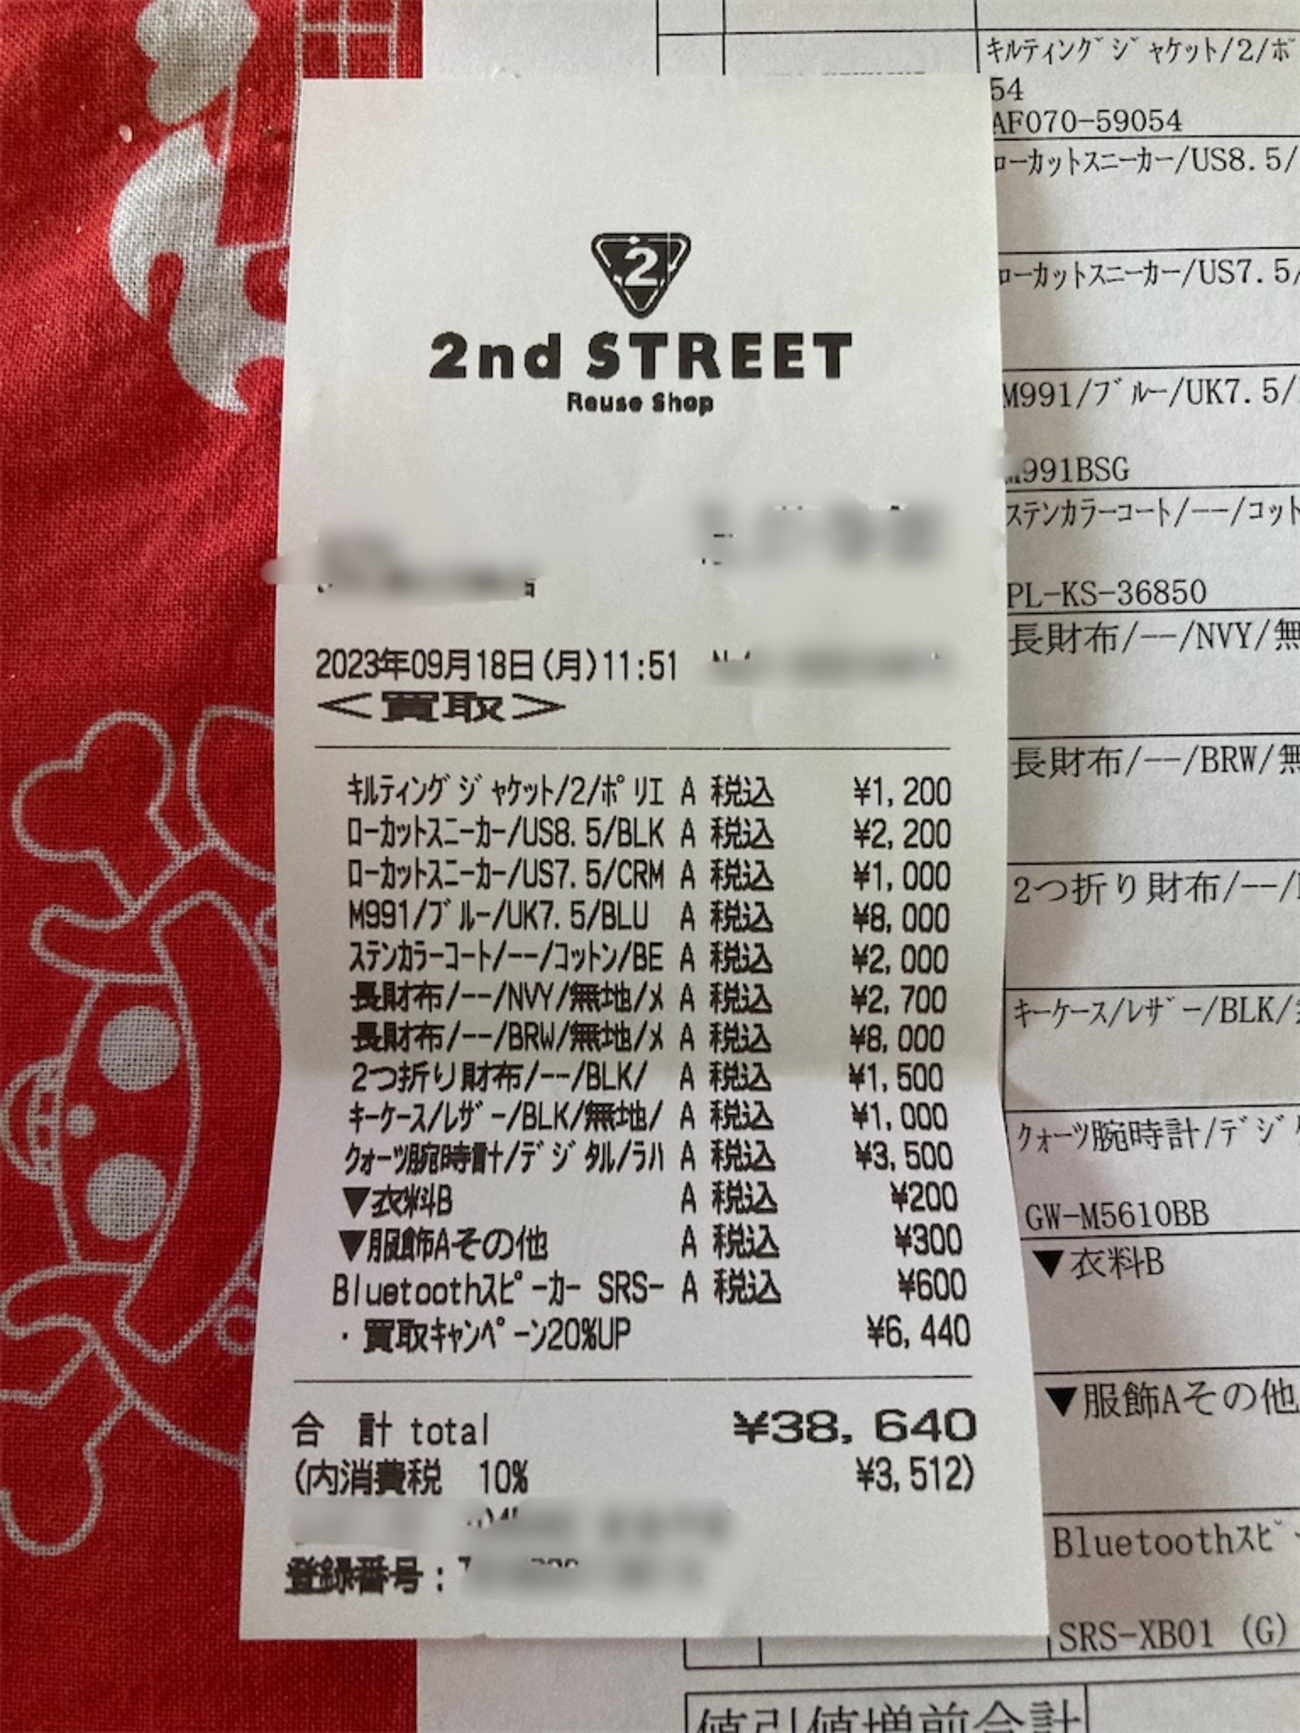 2
2nd STREET
Reuse Shop
2023年09月18日(月)11:51
<買取>
キルティングジャケット/2/ポリエ A 税込 ¥1,200
ローカットスニーカー/US8.5/BLK A 税込 ¥2,200
ローカットスニーカー/US7.5/CRM A 税込 ¥1,000
M991/ブルー/UK7.5/BLU A 税込 ¥8,000
ステンカラーコート/--/コットン/BE A 税込 ¥2,000
長財布/--/NVY/無地/メ A 税込 ¥2,700
長財布/--/BRW/無地/メ A 税込 ¥8,000
2つ折り財布/--/BLK/ A 税込 ¥1,500
キーケース/レザー/BLK/無地/ A 税込 ¥1,000
クォーツ腕時計/デジタル/ラバ A 税込 ¥3,500
▼衣料B A 税込 ¥200
▼服飾Aその他 A 税込 ¥300
Bluetoothスピーカー SRS- A 税込 ¥600
・買取キャンペーン20%UP ¥6,440
合 計 total ¥38,640
(内消費税 10% ¥3,512)
登録番号:
キルティングジャケット/2/ポ
54
AF070-59054
ローカットスニーカー/US8.5/
ローカットスニーカー/US7.5/
M991/ブルー/UK7.5/
M991BSG
ステンカラーコート/--/コット
PL-KS-36850
長財布/--/NVY/無
長財布/--/BRW/無
2つ折り財布/--/
キーケース/レザー/BLK/
クォーツ腕時計/デジタ
GW-M5610BB
▼衣料B
▼服飾Aその他
Bluetoothスピー
SRS-XB01 (G)
値引値増前合計